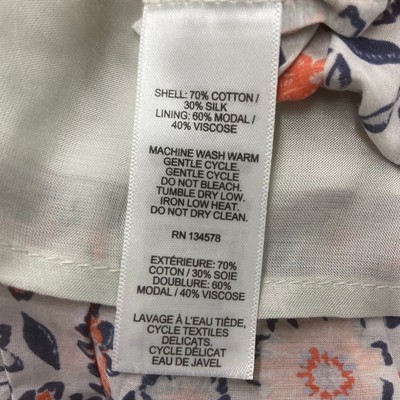 SHELL: 70% COTTON /
30% SILK
LINING: 60% MODAL /
40% VISCOSE
MACHINE WASH WARM
GENTLE CYCLE.
GENTLE CYCLE.
DO NOT BLEACH.
TUMBLE DRY LOW.
IRON LOW HEAT.
DO NOT DRY CLEAN.
RN 134578
EXTÉRIEURE: 70%
COTON / 30% SOIE
DOUBLURE: 60%
MODAL / 40% VISCOSE
LAVAGE À L'EAU TIÈDE,
CYCLE TEXTILES
DELICATS.
CYCLE DÉLICAT
EAU DE JAVEL